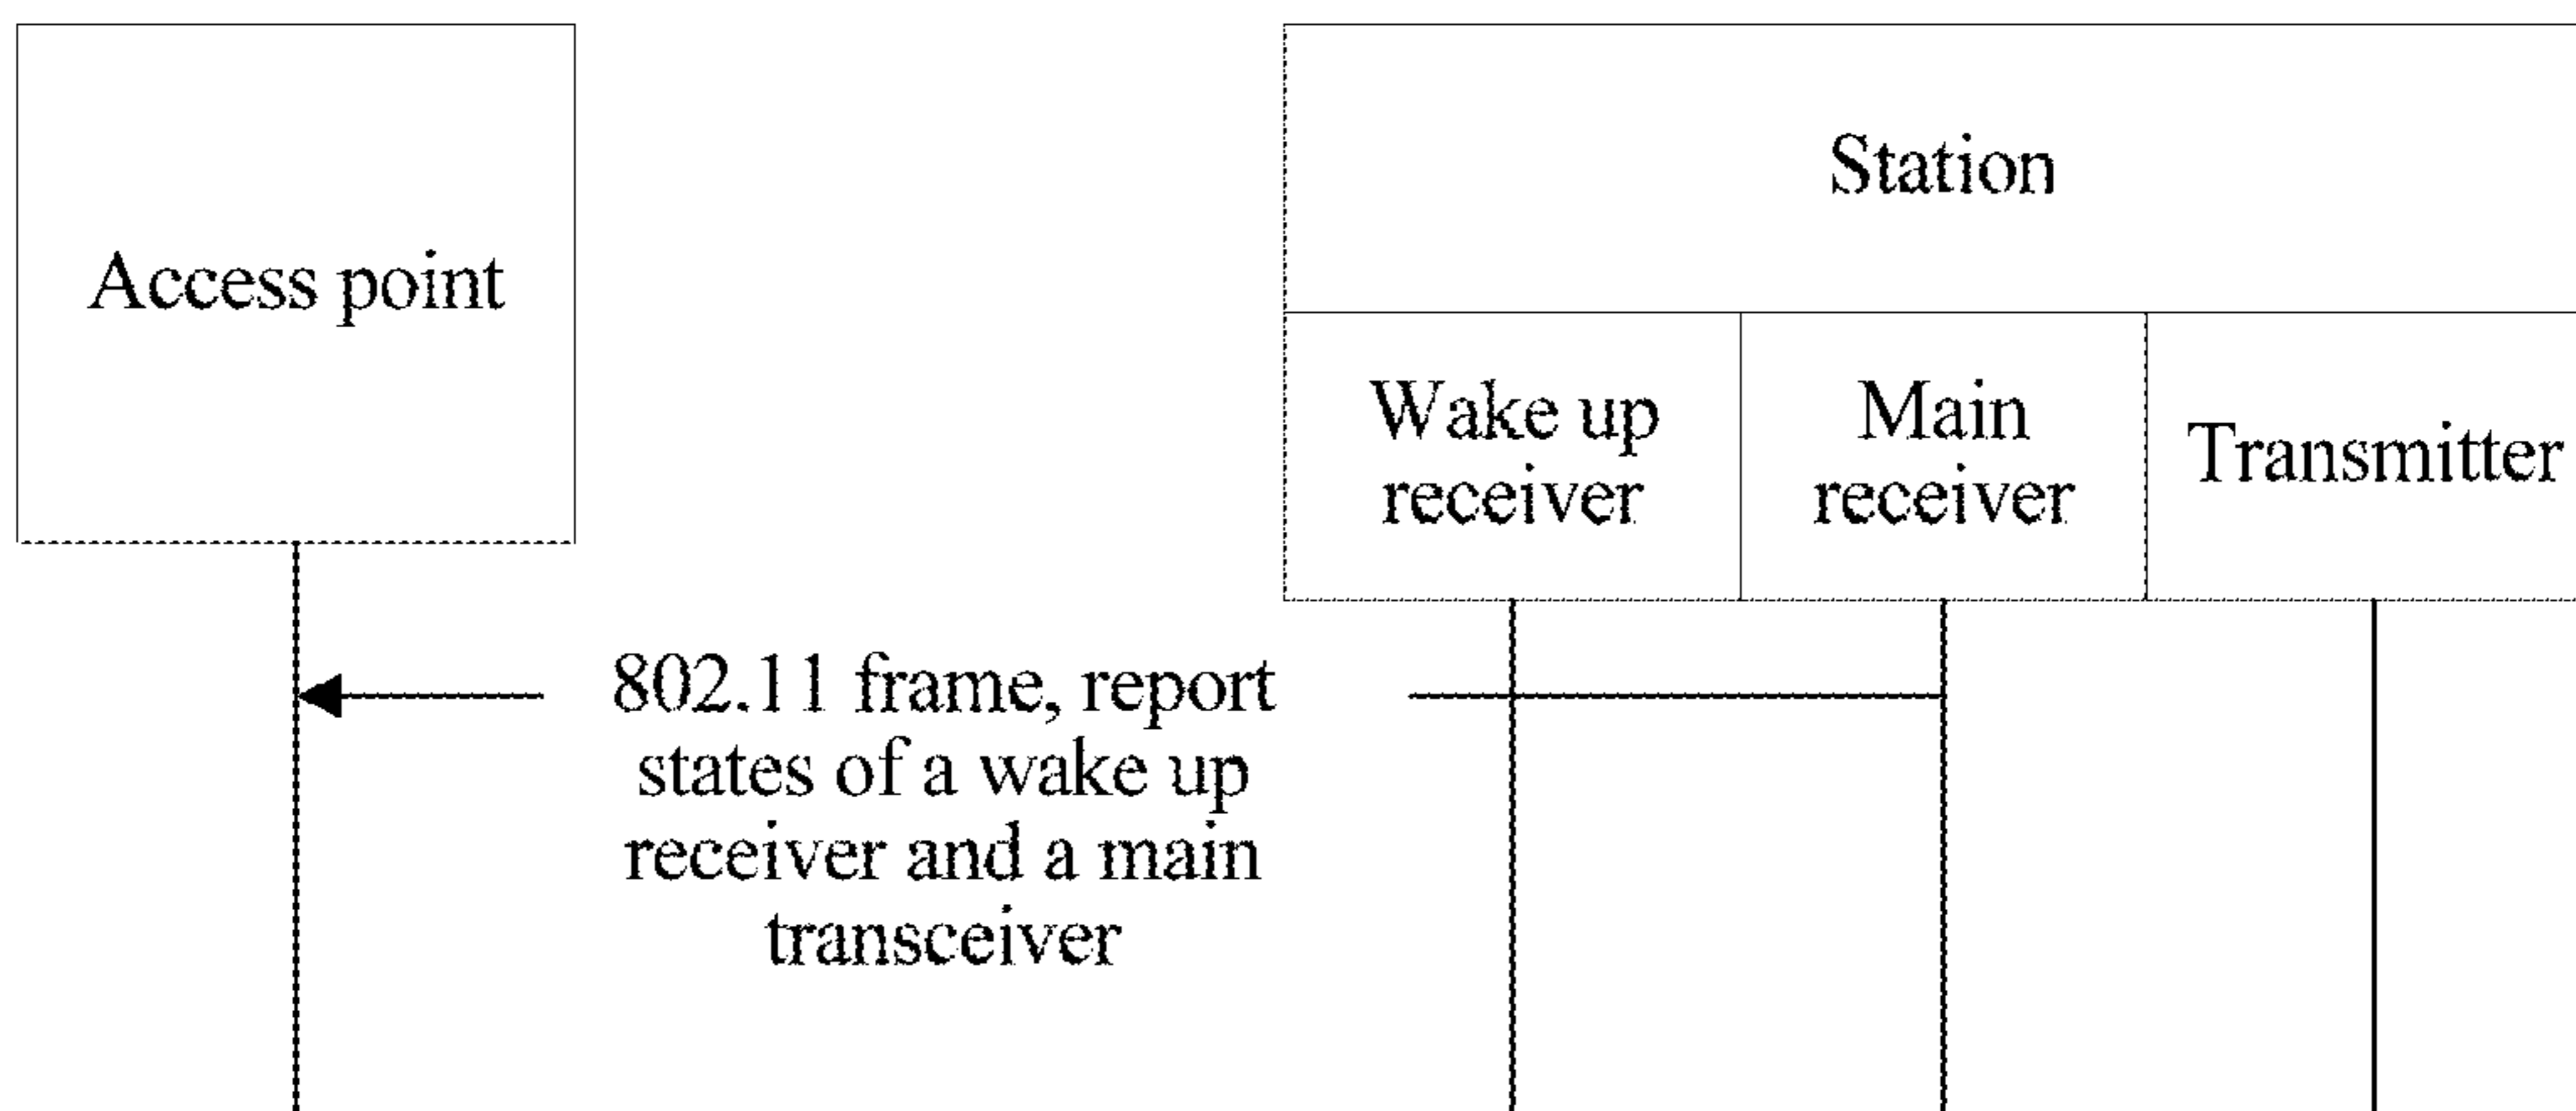 Access point
Station
Wake up
receiver
Main
receiver
Transmitter
802.11 frame, report
states of a wake up
receiver and a main
transceiver